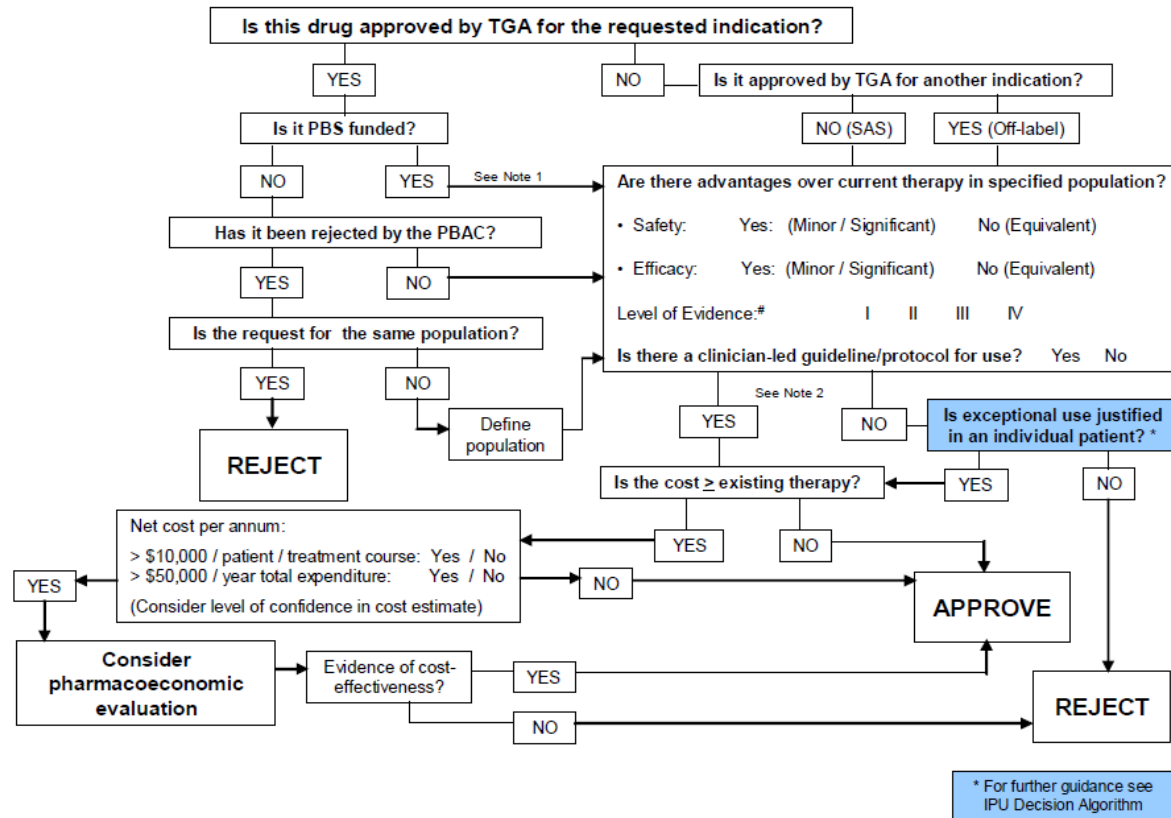 Is this drug approved by TGA for the requested indication?
YES
NO
Is it approved by TGA for another indication?
Is it PBS funded?
NO (SAS)
YES (Off-label)
NO
YES
See Note 1
Are there advantages over current therapy in specified population?
• Safety: Yes: (Minor / Significant) No (Equivalent)
• Efficacy: Yes: (Minor / Significant) No (Equivalent)
Level of Evidence:# I II III IV
Is there a clinician-led guideline/protocol for use? Yes No
Has it been rejected by the PBAC?
YES
NO
Is the request for the same population?
YES
NO
REJECT
Define
population
See Note 2
YES
NO
Is exceptional use justified
in an individual patient? *
YES
NO
Is the cost > existing therapy?
YES
NO
Net cost per annum:
> $10,000 / patient / treatment course: Yes / No
> $50,000 / year total expenditure: Yes / No
(Consider level of confidence in cost estimate)
YES
NO
APPROVE
Consider
pharmacoeconomic
evaluation
Evidence of cost-
effectiveness?
YES
NO
REJECT
* For further guidance see
IPU Decision Algorithm